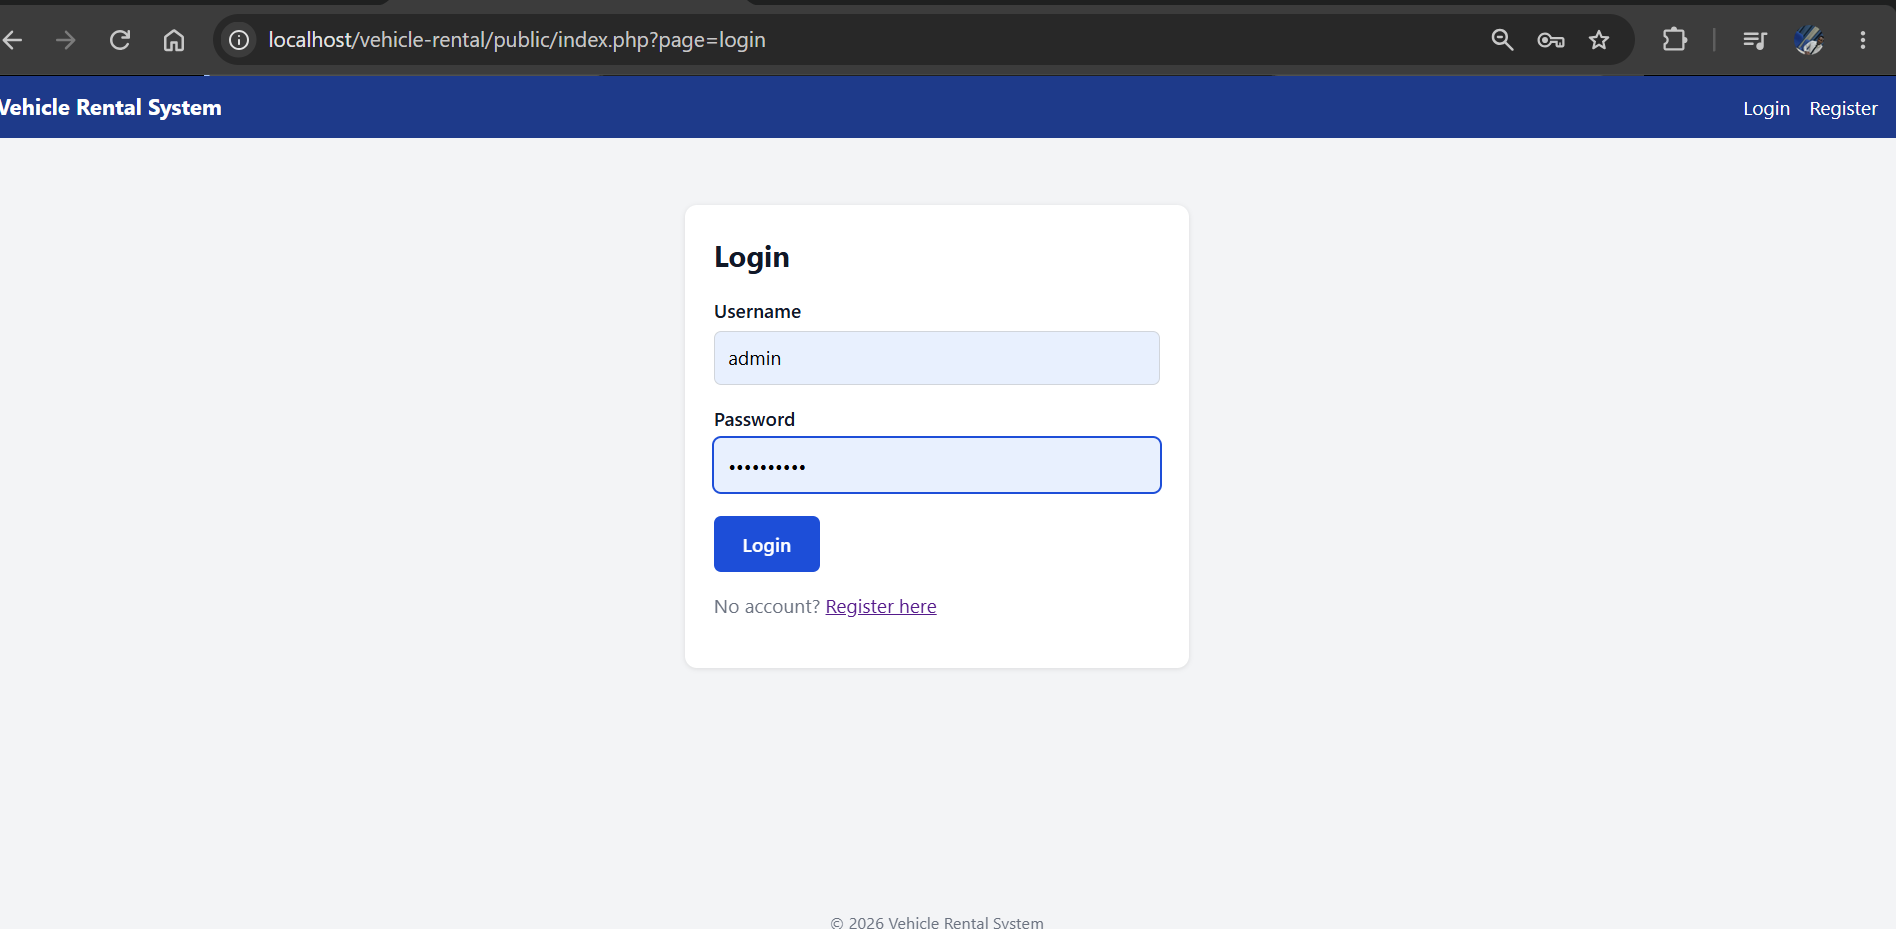 localhost/vehicle-rental/public/index.php?page=login
Vehicle Rental System
Login Register
Login
Username
admin
Password
••••••••••
Login
No account? Register here
© 2026 Vehicle Rental System